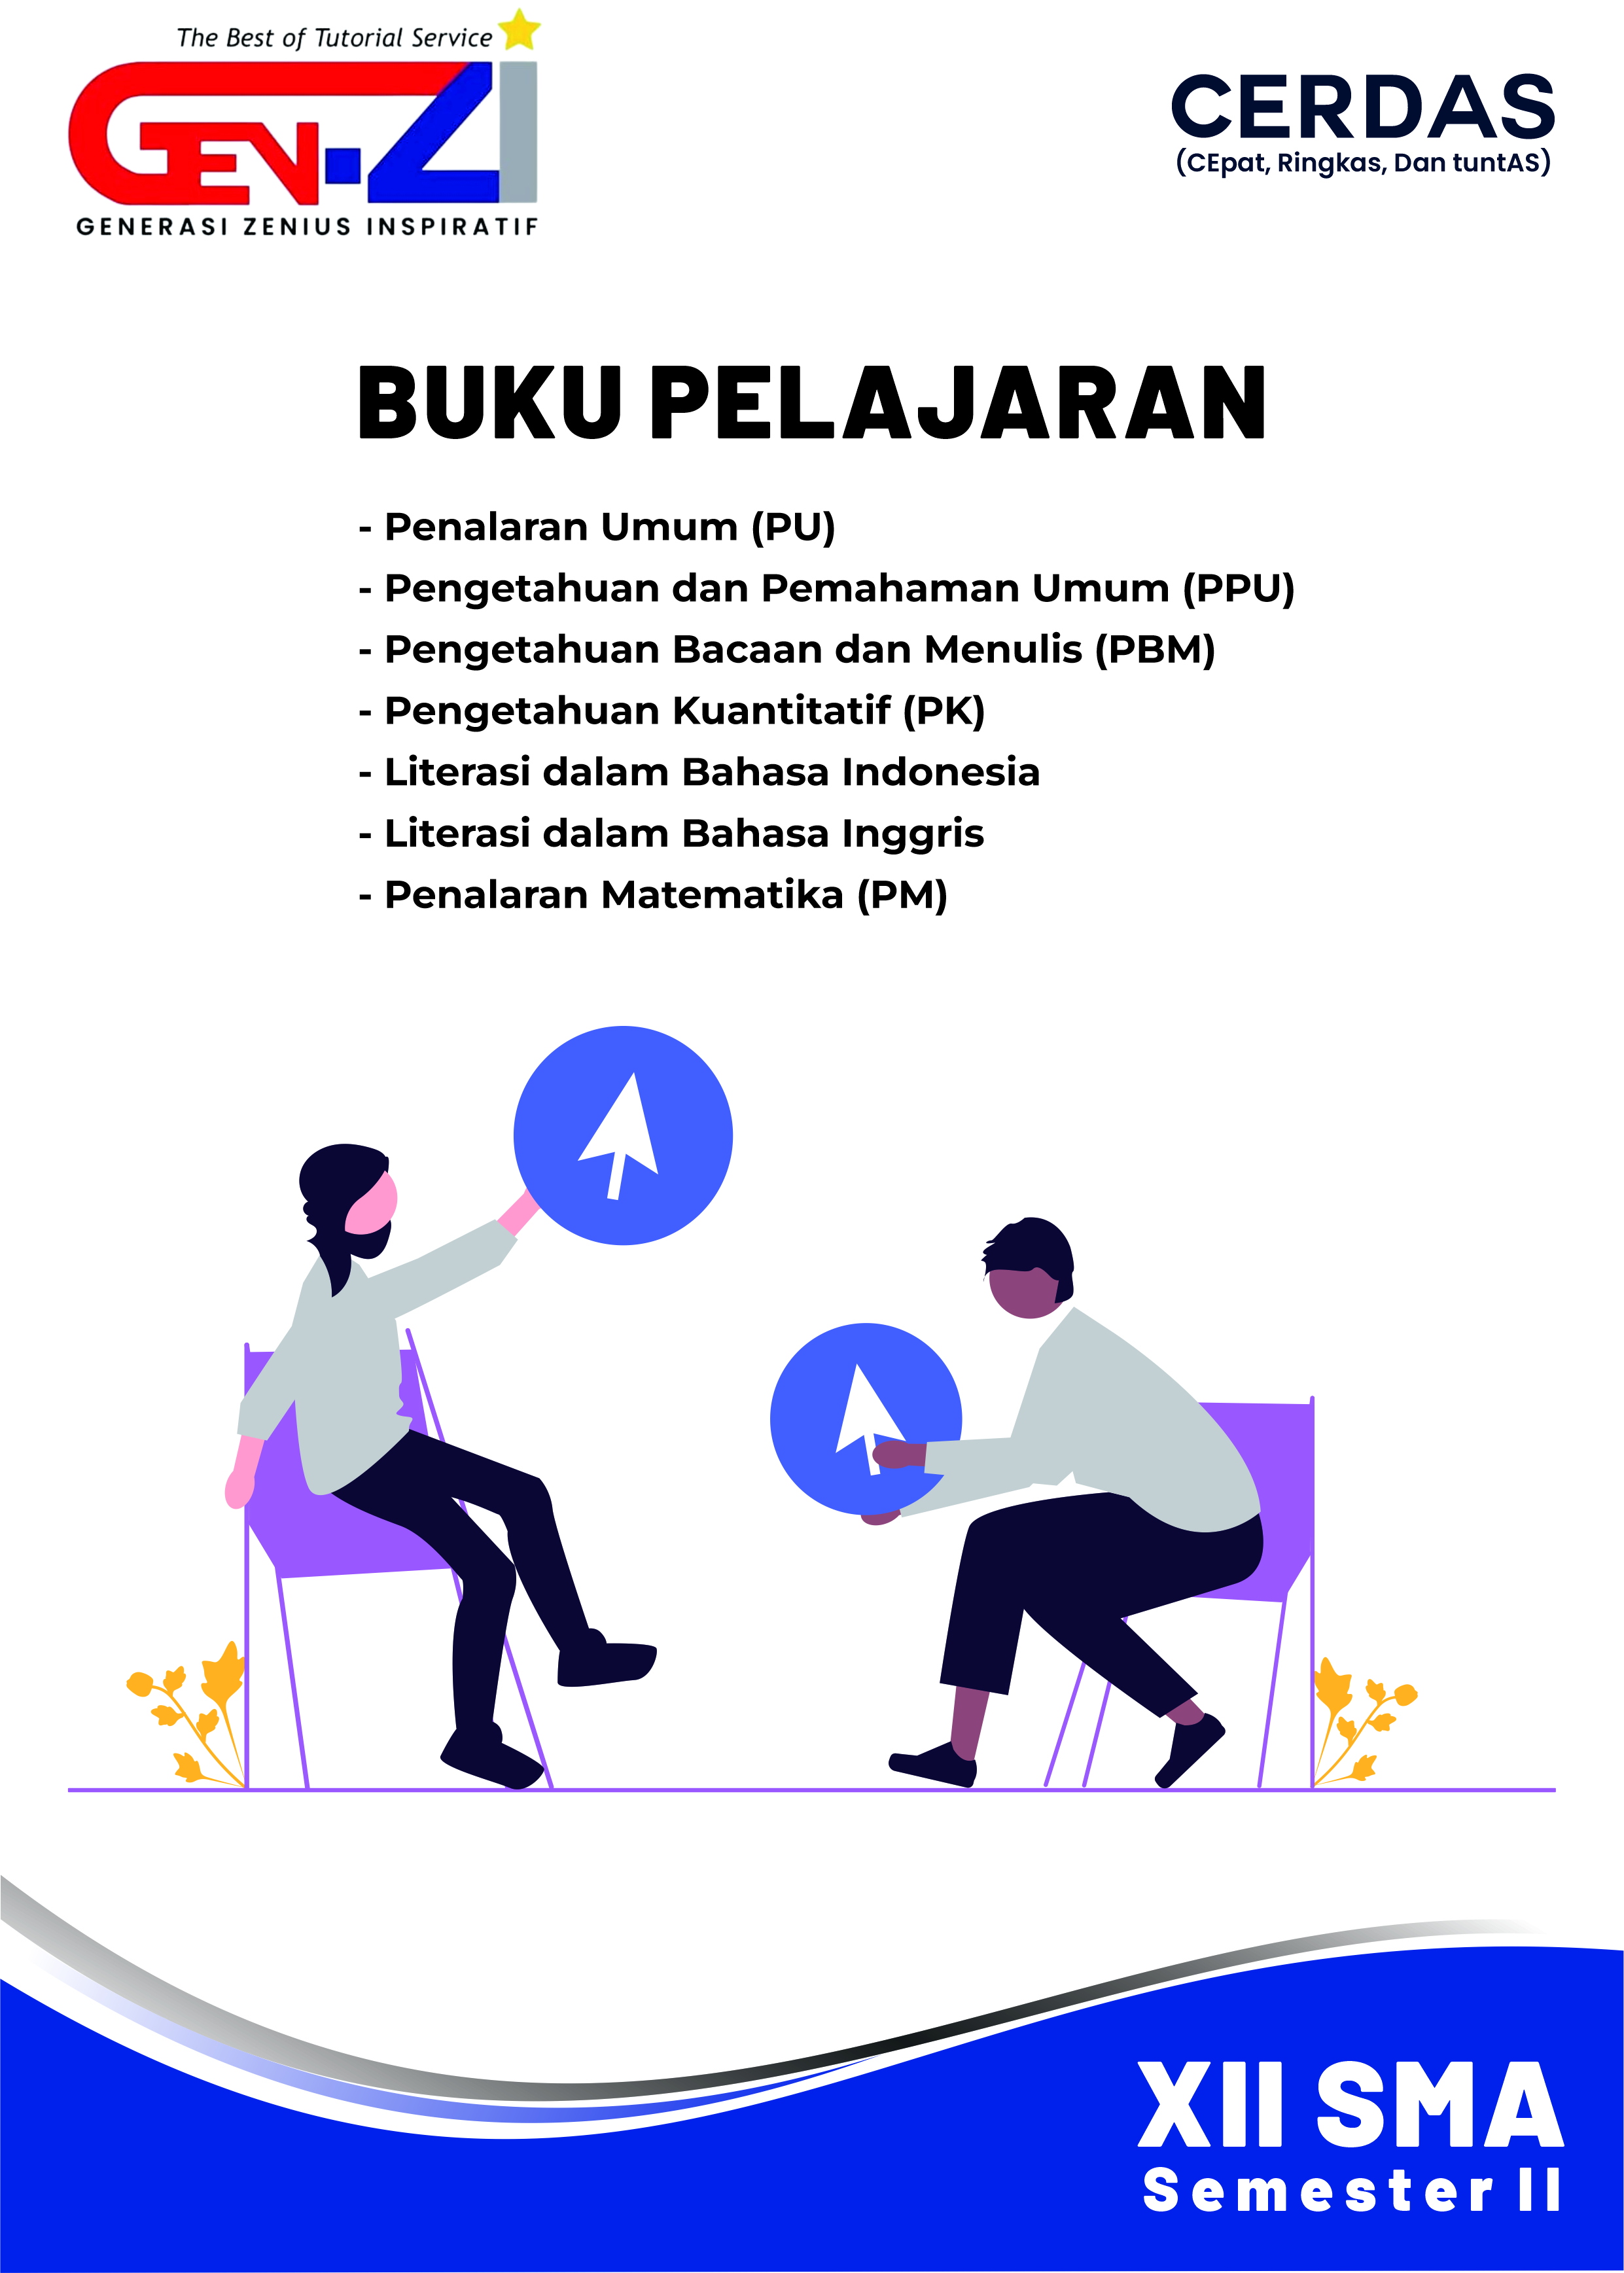 The Best of Tutorial Service
GEN-ZI
GENERASI ZENIUS INSPIRATIF
CERDAS
(CEpat, Ringkas, Dan tuntAS)
BUKU PELAJARAN
- Penalaran Umum (PU)
- Pengetahuan dan Pemahaman Umum (PPU)
- Pengetahuan Bacaan dan Menulis (PBM)
- Pengetahuan Kuantitatif (PK)
- Literasi dalam Bahasa Indonesia
- Literasi dalam Bahasa Inggris
- Penalaran Matematika (PM)
XII SMA
Semester II